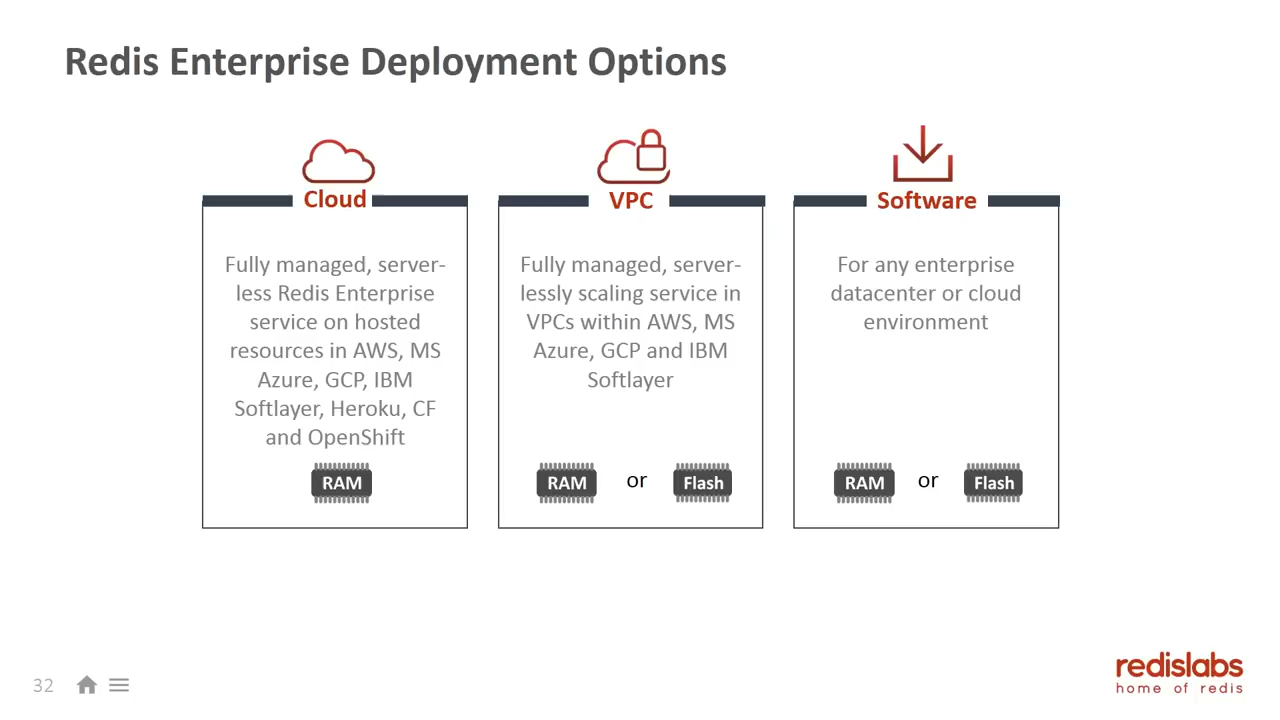 Redis Enterprise Deployment Options
Cloud
Fully managed, server-
less Redis Enterprise
service on hosted
resources in AWS, MS
Azure, GCP, IBM
Softlayer, Heroku, CF
and OpenShift
RAM
VPC
Fully managed, server-
lessly scaling service in
VPCs within AWS, MS
Azure, GCP and IBM
Softlayer
RAM or Flash
Software
For any enterprise
datacenter or cloud
environment
RAM or Flash
32
redislabs
home of redis